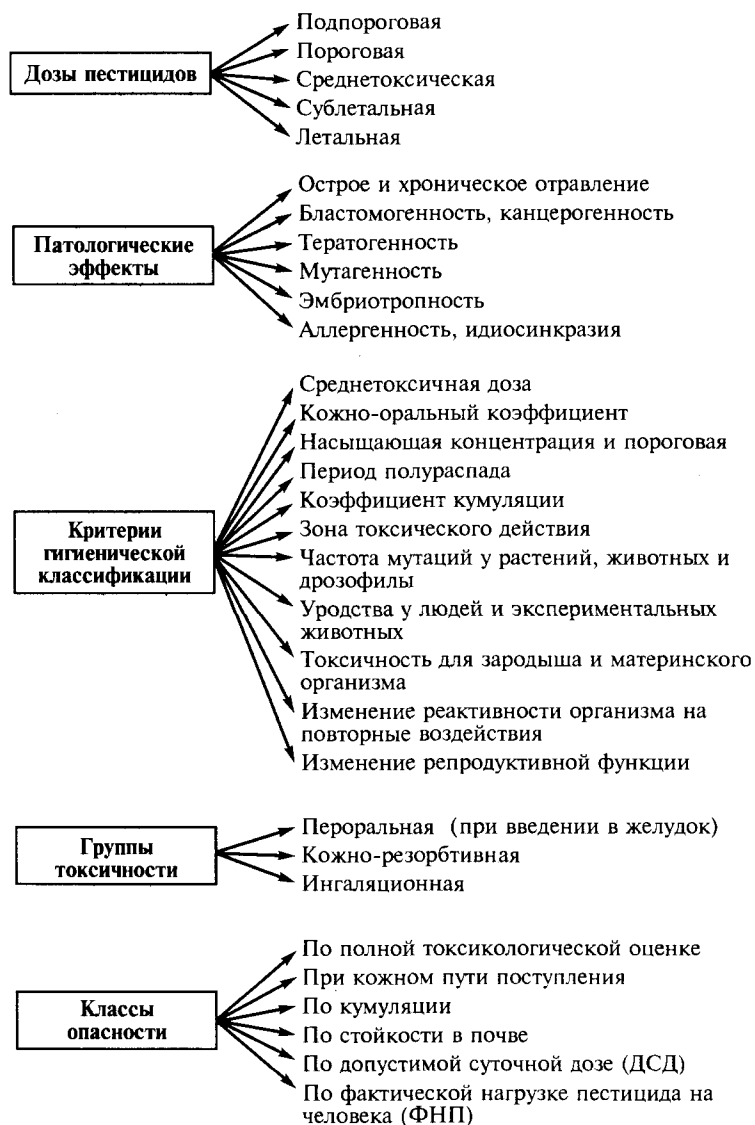 Дозы пестицидов
Подпороговая
Пороговая
Среднетоксическая
Сублетальная
Летальная
Патологические
эффекты
Острое и хроническое отравление
Бластомогенность, канцерогенность
Тератогенность
Мутагенность
Эмбриотропность
Аллергенность, идиосинкразия
Критерии
гигиенической
классификации
Среднетоксичная доза
Кожно-оральный коэффициент
Насыщающая концентрация и пороговая
Период полураспада
Коэффициент кумуляции
Зона токсического действия
Частота мутаций у растений, животных и
дрозофилы
Уродства у людей и экспериментальных
животных
Токсичность для зародыша и материнского
организма
Изменение реактивности организма на
повторные воздействия
Изменение репродуктивной функции
Группы
токсичности
Пероральная (при введении в желудок)
Кожно-резорбтивная
Ингаляционная
Классы
опасности
По полной токсикологической оценке
При кожном пути поступления
По кумуляции
По стойкости в почве
По допустимой суточной дозе (ДСД)
По фактической нагрузке пестицида на
человека (ФНП)